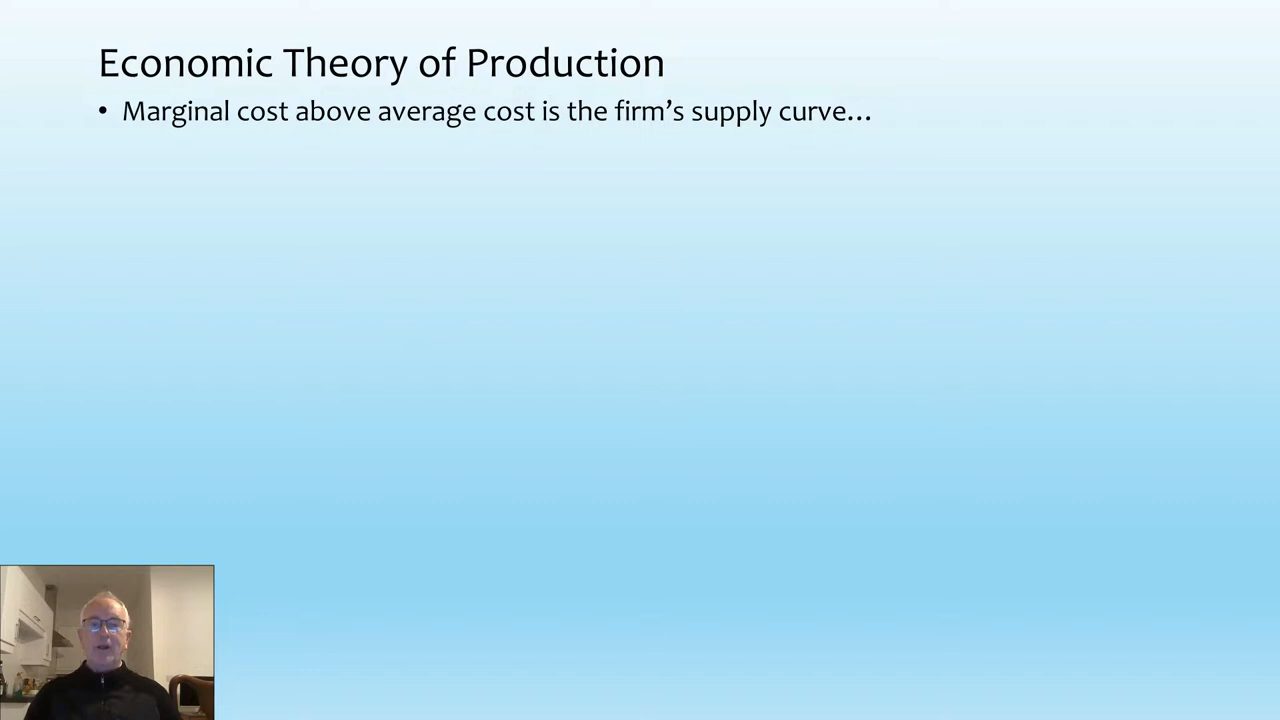 Economic Theory of Production
• Marginal cost above average cost is the firm’s supply curve…